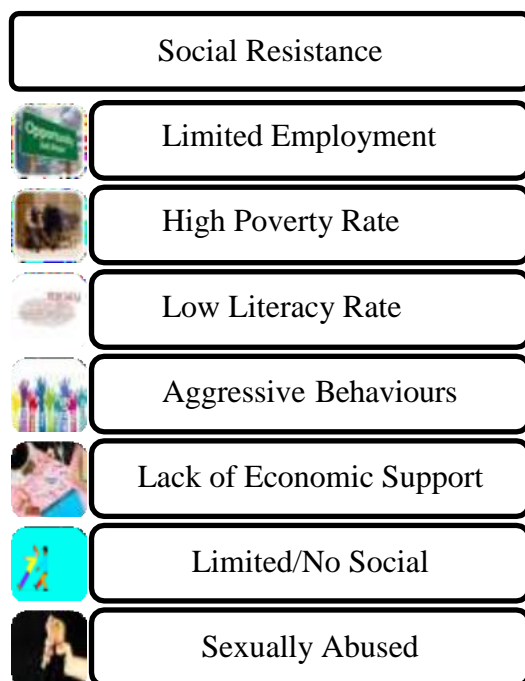 Social Resistance
Opportunity
Limited Employment
High Poverty Rate
Low Literacy Rate
Aggressive Behaviours
Lack of Economic Support
Limited/No Social
Sexually Abused